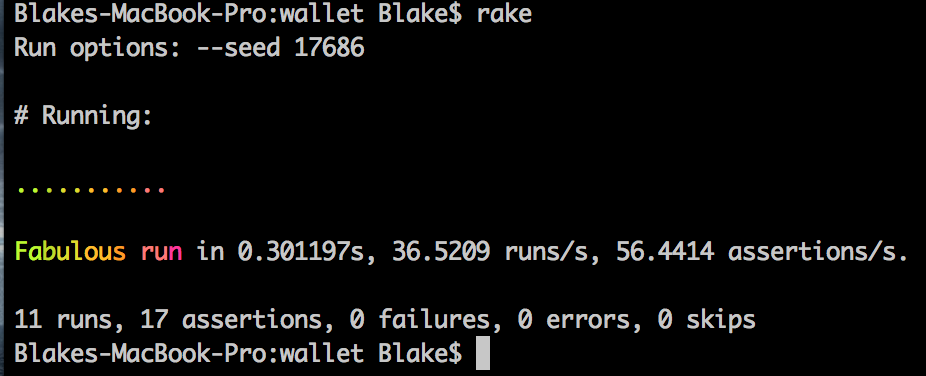 Blakes-MacBook-Pro:wallet Blake$ rake
Run options: --seed 17686
# Running:
...........
Fabulous run in 0.301197s, 36.5209 runs/s, 56.4414 assertions/s.
11 runs, 17 assertions, 0 failures, 0 errors, 0 skips
Blakes-MacBook-Pro:wallet Blake$